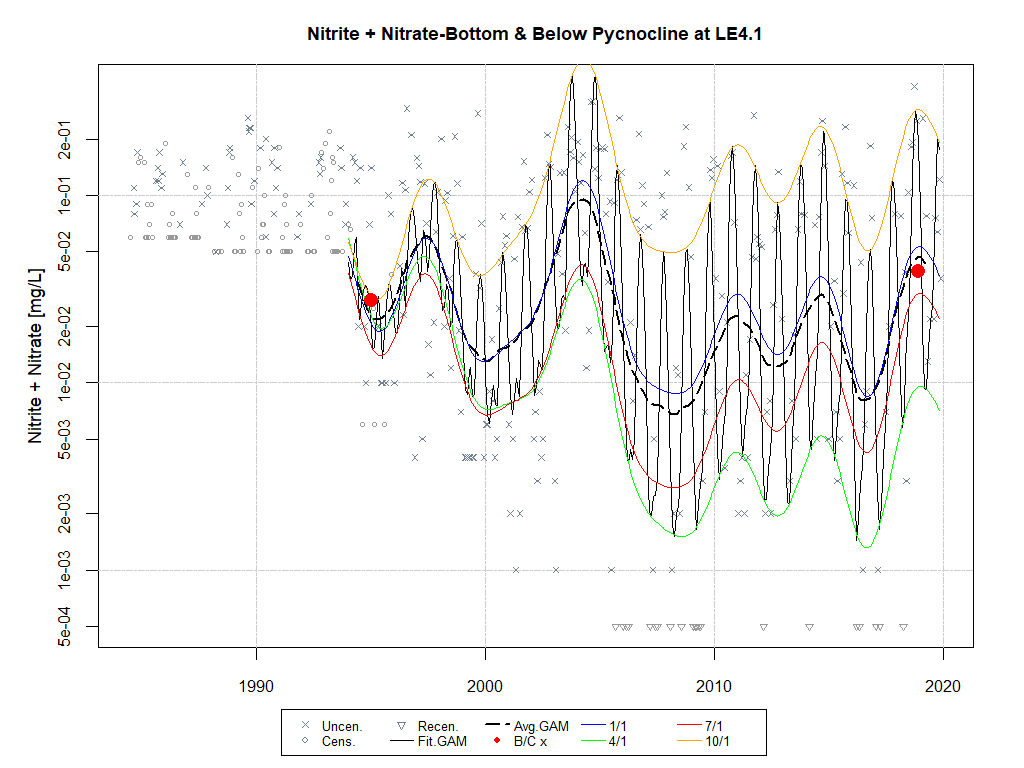 Nitrite + Nitrate-Bottom & Below Pycnocline at LE4.1
Nitrite + Nitrate [mg/L]
2e-01
1e-01
5e-02
2e-02
1e-02
5e-03
2e-03
1e-03
5e-04
1990 2000 2010 2020
Uncen. Recen. Avg.GAM 1/1 7/1
Cens. Fit.GAM B/C x 4/1 10/1